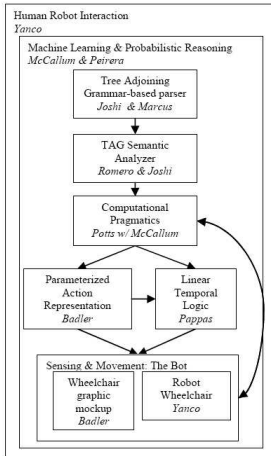 Human Robot Interaction
Yanco
Machine Learning & Probabilistic Reasoning
McCallum & Peirera
Tree Adjoining
Grammar-based parser
Joshi & Marcus
TAG Semantic
Analyzer
Romero & Joshi
Computational
Pragmatics
Potts w/ McCallum
Parameterized
Action
Representation
Badler
Linear
Temporal
Logic
Pappas
Sensing & Movement: The Bot
Wheelchair
graphic
mockup
Badler
Robot
Wheelchair
Yanco